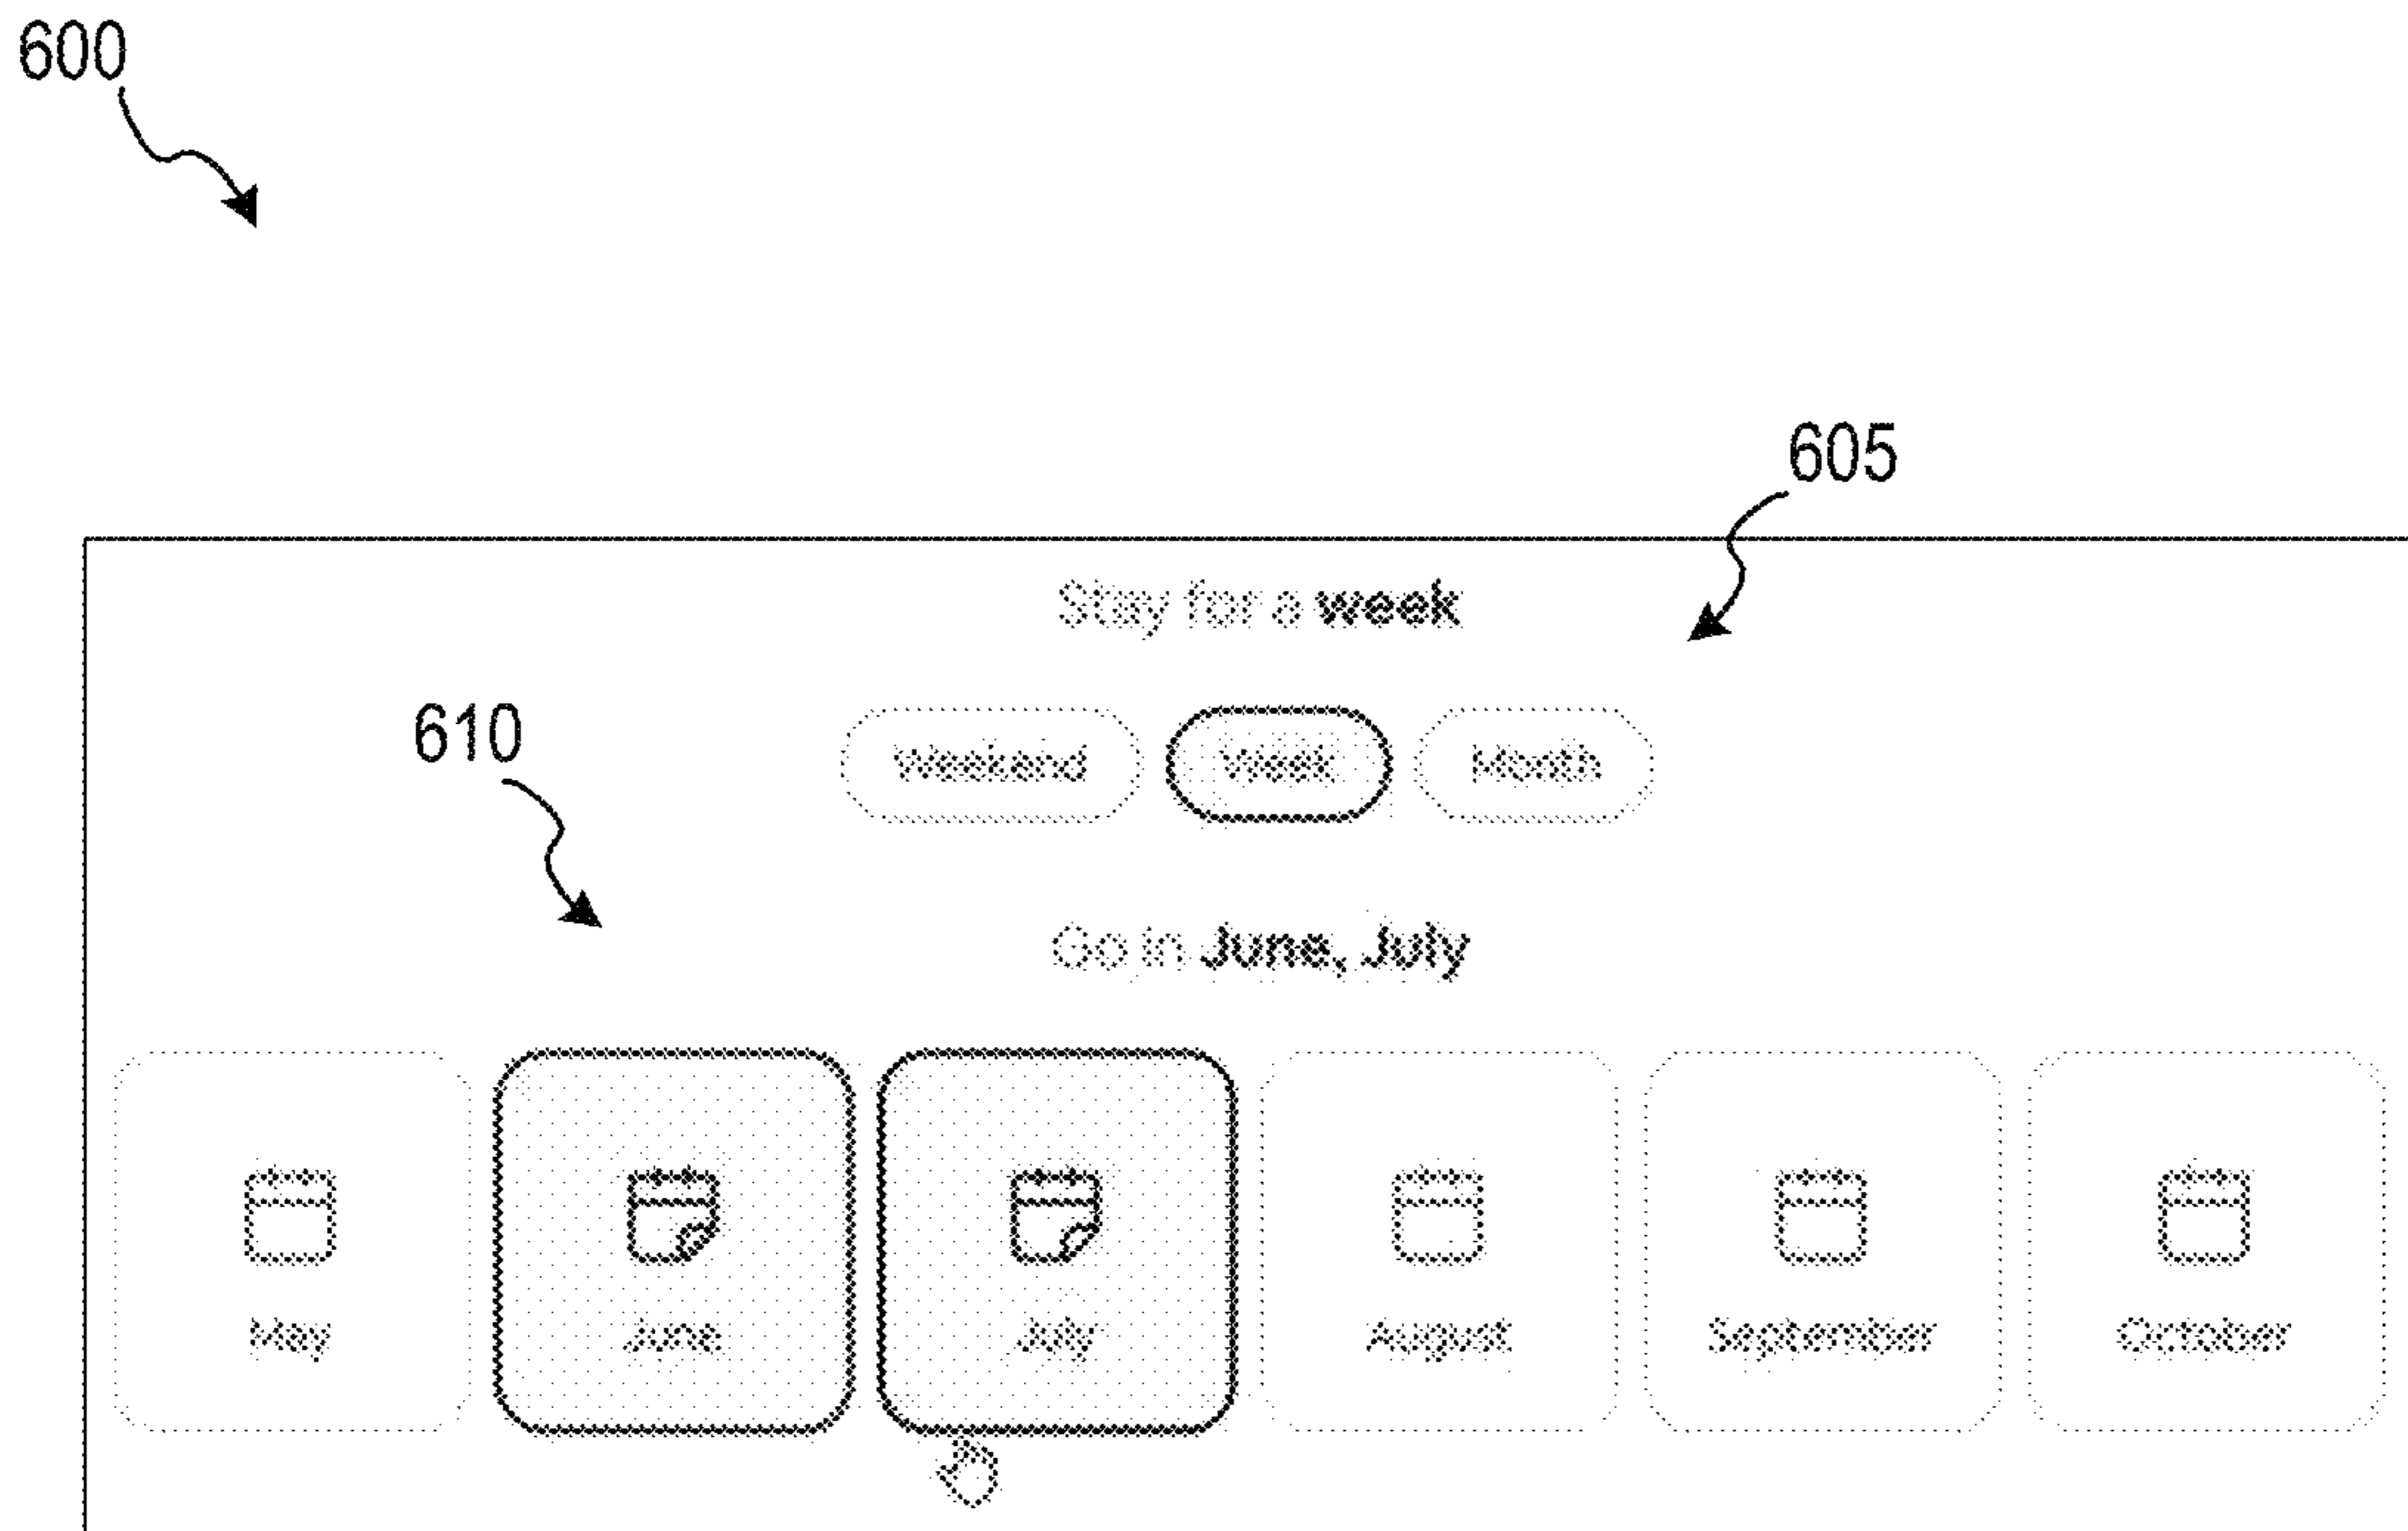 600
605
Stay for a week
610
Weekend Week Month
Go in June, July
May June July August September October